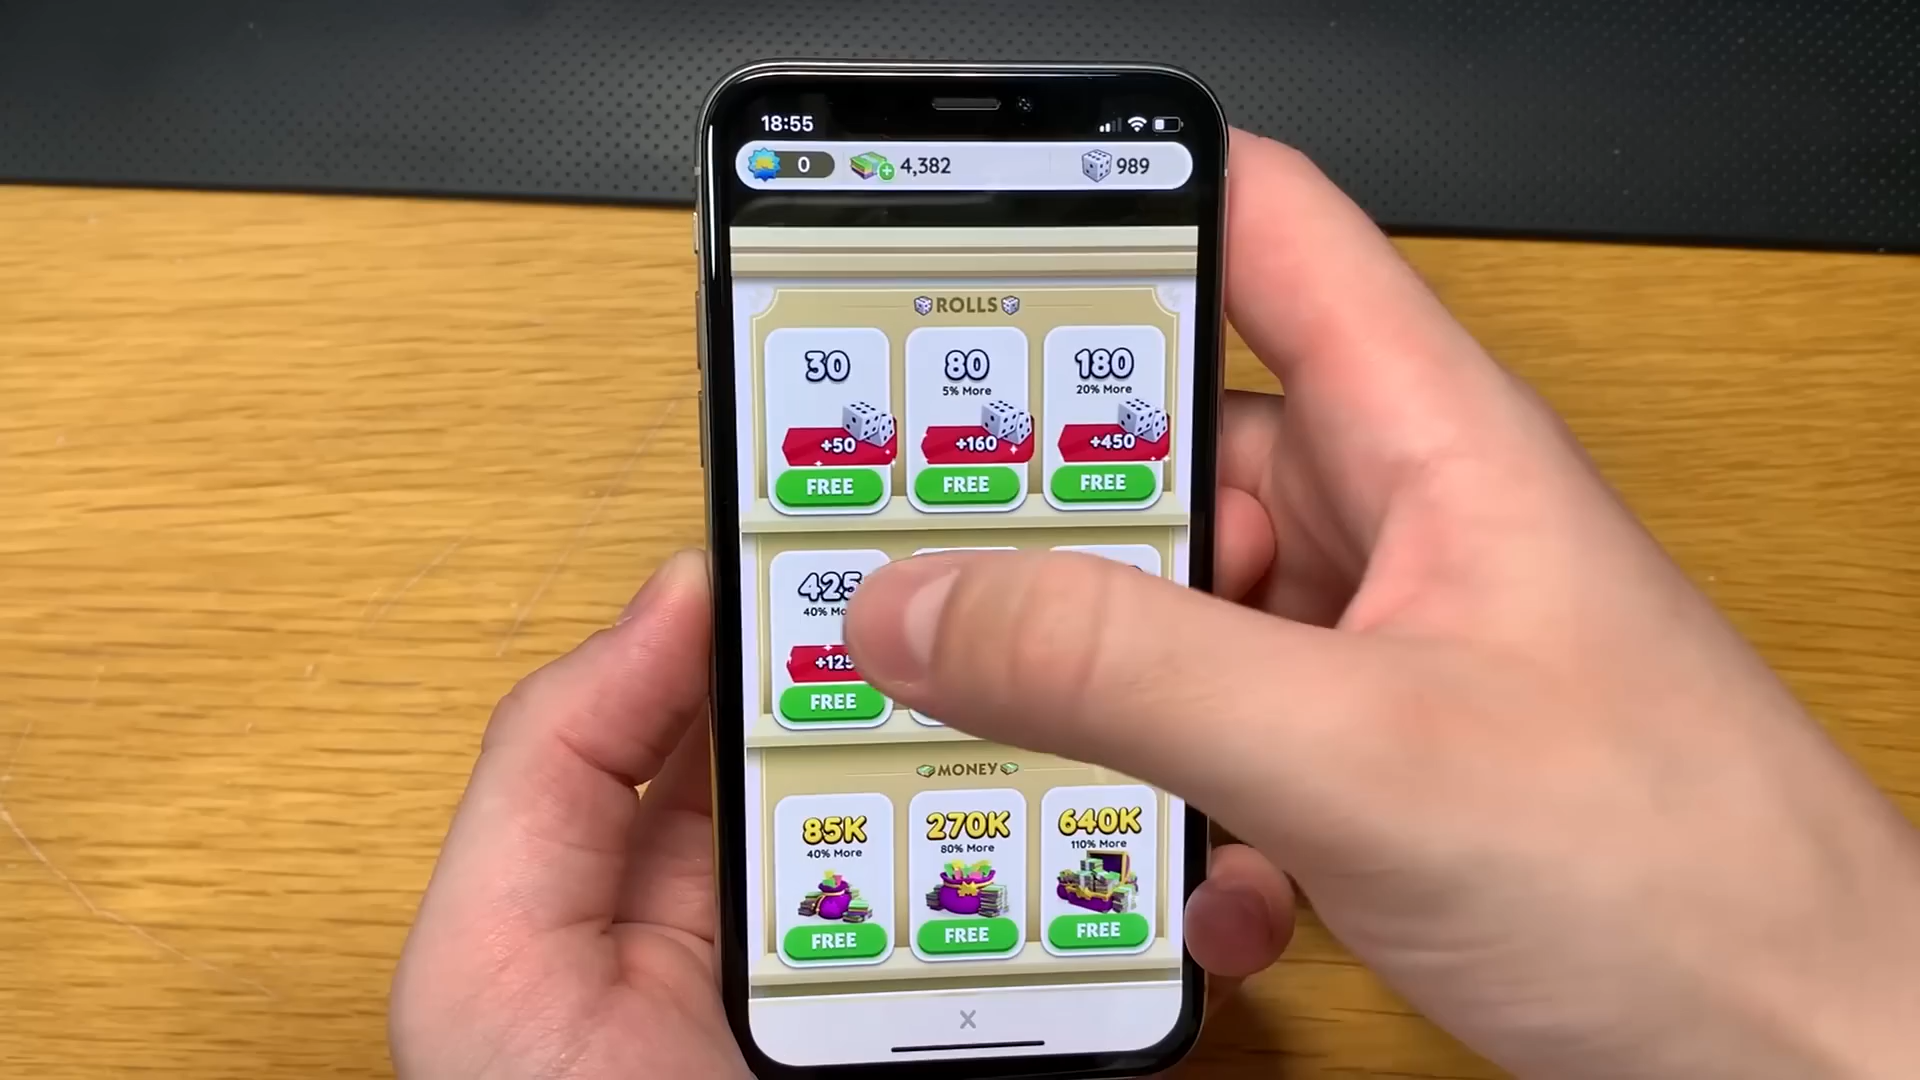 18:55
0 4,382 989
ROLLS
30 80 180
5% More 20% More
+50 +160 +450
FREE FREE FREE
425
40%
FREE
MONEY
85K 270K 640K
40% More 80% More 110% More
FREE FREE FREE
X